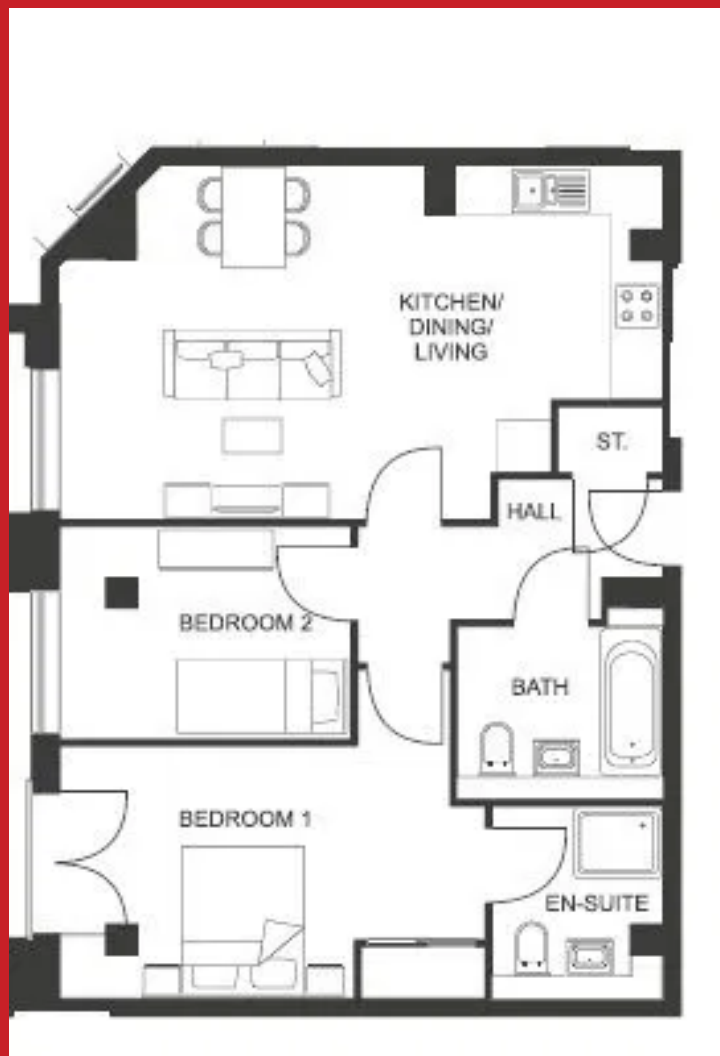 KITCHEN/
DINING/
LIVING
ST.
HALL
BEDROOM 2
BATH
BEDROOM 1
EN-SUITE